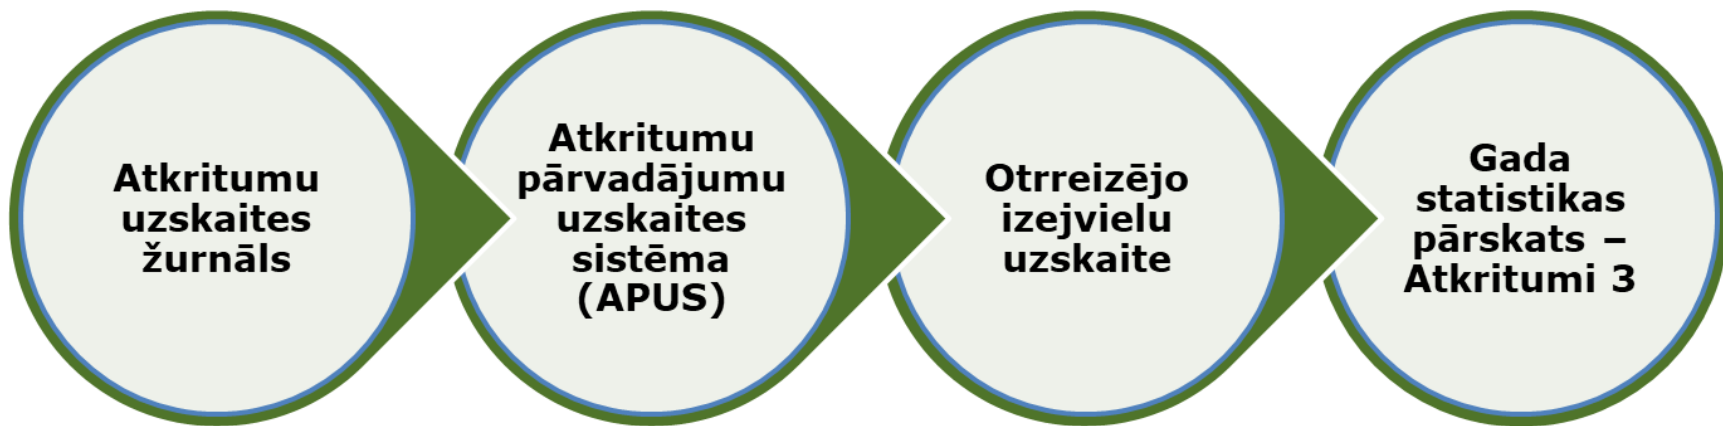 Atkritumu
uzskaites
žurnāls
Atkritumu
pārvadājumu
uzskaites
sistēma
(APUS)
Otrreizējo
izejvielu
uzskaite
Gada
statistikas
pārskats –
Atkritumi 3